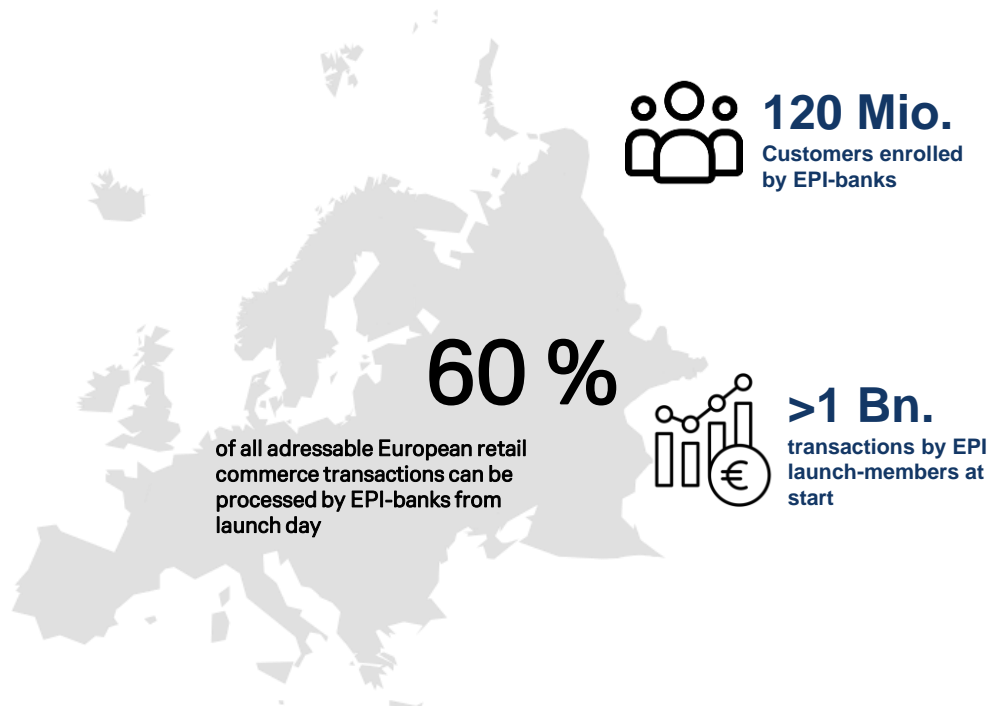 120 Mio.
Customers enrolled
by EPI-banks
60 %
of all adressable European retail
commerce transactions can be
processed by EPI-banks from
launch day
>1 Bn.
transactions by EPI
launch-members at
start
€